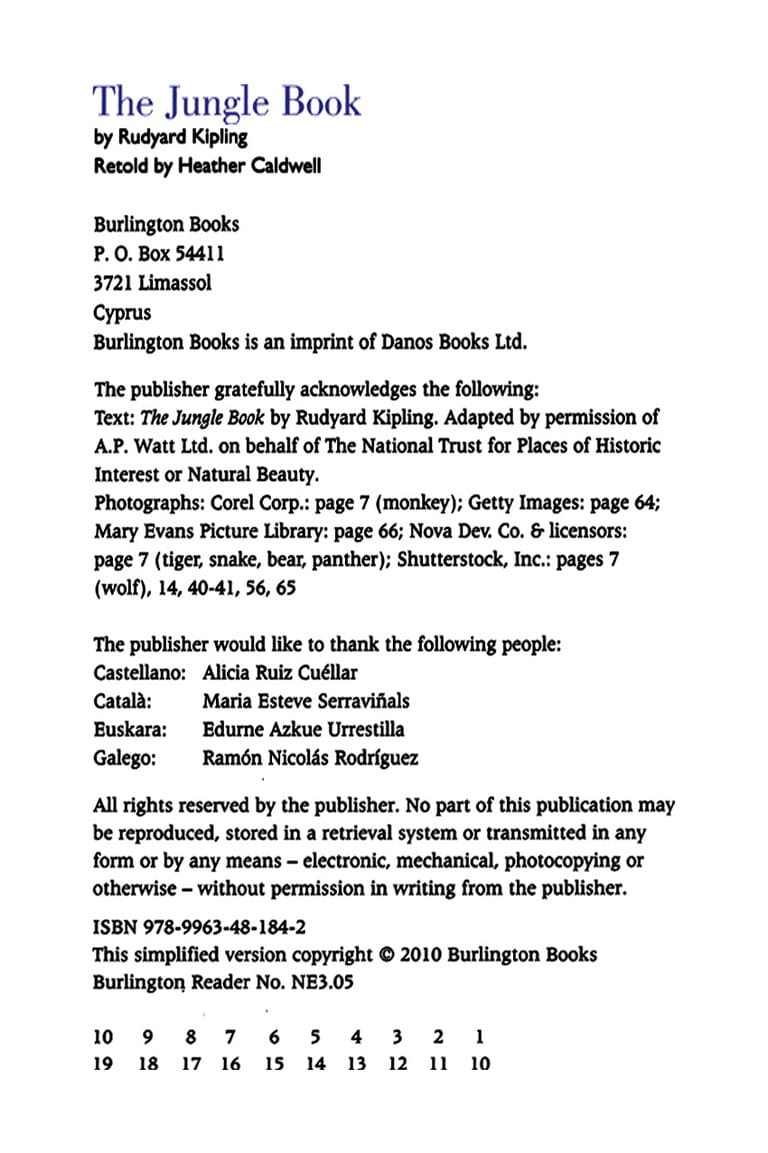 The Jungle Book
by Rudyard Kipling
Retold by Heather Caldwell
Burlington Books
P. O. Box 54411
3721 Limassol
Cyprus
Burlington Books is an imprint of Danos Books Ltd.
The publisher gratefully acknowledges the following:
Text: The Jungle Book by Rudyard Kipling. Adapted by permission of
A.P. Watt Ltd. on behalf of The National Trust for Places of Historic
Interest or Natural Beauty.
Photographs: Corel Corp.: page 7 (monkey); Getty Images: page 64;
Mary Evans Picture Library: page 66; Nova Dev. Co. & licensors:
page 7 (tiger, snake, bear, panther); Shutterstock, Inc.: pages 7
(wolf), 14, 40-41, 56, 65
The publisher would like to thank the following people:
Castellano: Alicia Ruiz Cuéllar
Català: Maria Esteve Serraviñals
Euskara: Edurne Azkue Urrestilla
Galego: Ramón Nicolás Rodríguez
All rights reserved by the publisher. No part of this publication may
be reproduced, stored in a retrieval system or transmitted in any
form or by any means – electronic, mechanical, photocopying or
otherwise – without permission in writing from the publisher.
ISBN 978-9963-48-184-2
This simplified version copyright © 2010 Burlington Books
Burlington Reader No. NE3.05
10 9 8 7 6 5 4 3 2 1
19 18 17 16 15 14 13 12 11 10